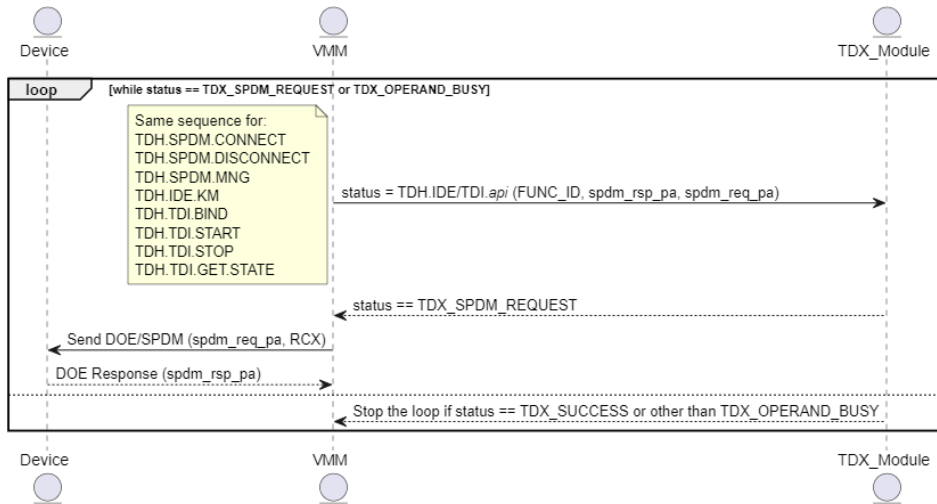 Device VMM TDX_Module
loop [while status == TDX_SPDM_REQUEST or TDX_OPERAND_BUSY]
Same sequence for:
TDH.SPDM.CONNECT
TDH.SPDM.DISCONNECT
TDH.SPDM.MNG
TDH.IDE.KM
TDH.TDI.BIND
TDH.TDI.START
TDH.TDI.STOP
TDH.TDI.GET.STATE
status = TDH.IDE/TDI.api (FUNC_ID, spdm_rsp_pa, spdm_req_pa)
status == TDX_SPDM_REQUEST
Send DOE/SPDM (spdm_req_pa, RCX)
DOE Response (spdm_rsp_pa)
Stop the loop if status == TDX_SUCCESS or other than TDX_OPERAND_BUSY
Device VMM TDX_Module